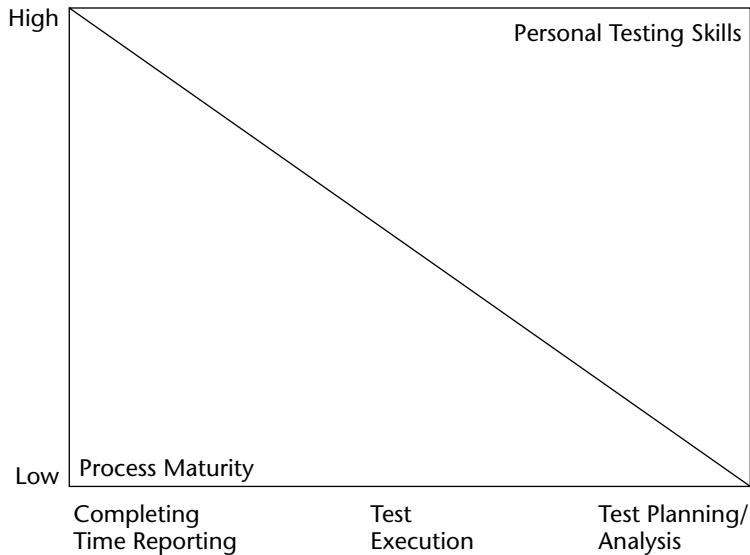 High
Personal Testing Skills
Low
Process Maturity
Completing
Time Reporting
Test
Execution
Test Planning/
Analysis